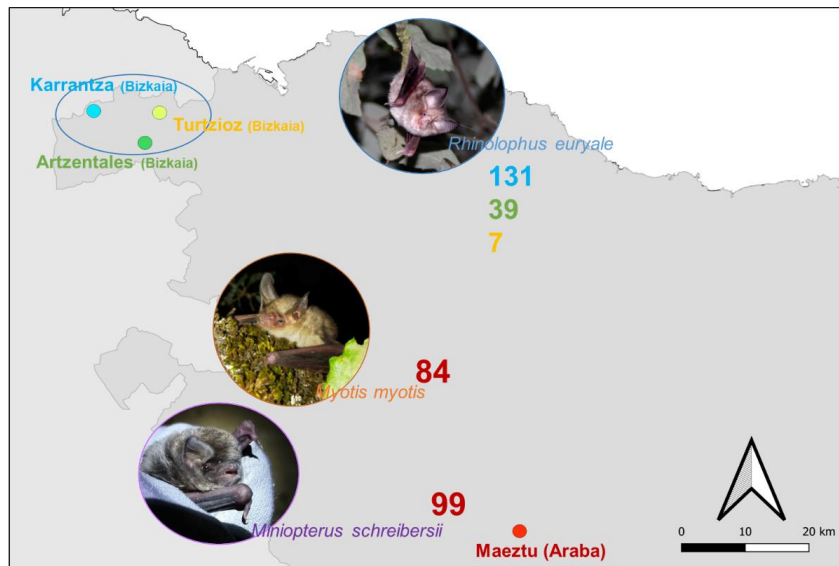 Karrantza (Bizkaia)
Turtzioz (Bizkaia)
Artzentales (Bizkaia)
Rhinolophus euryale
131
39
7
84
Myotis myotis
99
Miniopterus schreibersii
Maeztu (Araba)
0 10 20 km